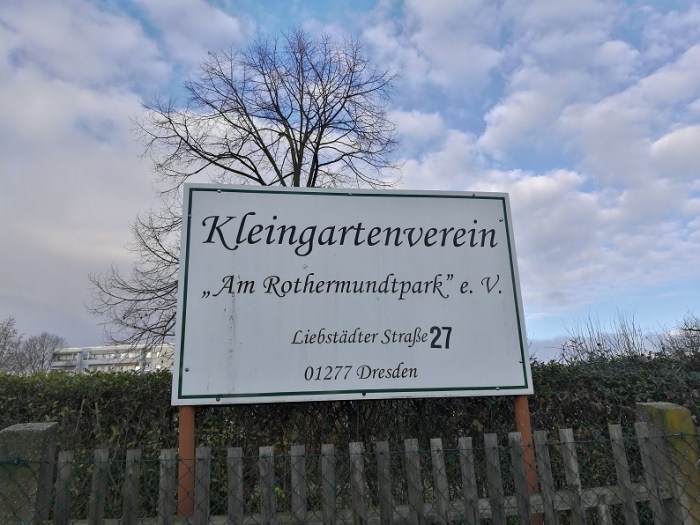 Kleingartenverein
„Am Rothermundtpark” e. V.
Liebstädter Straße 27
01277 Dresden